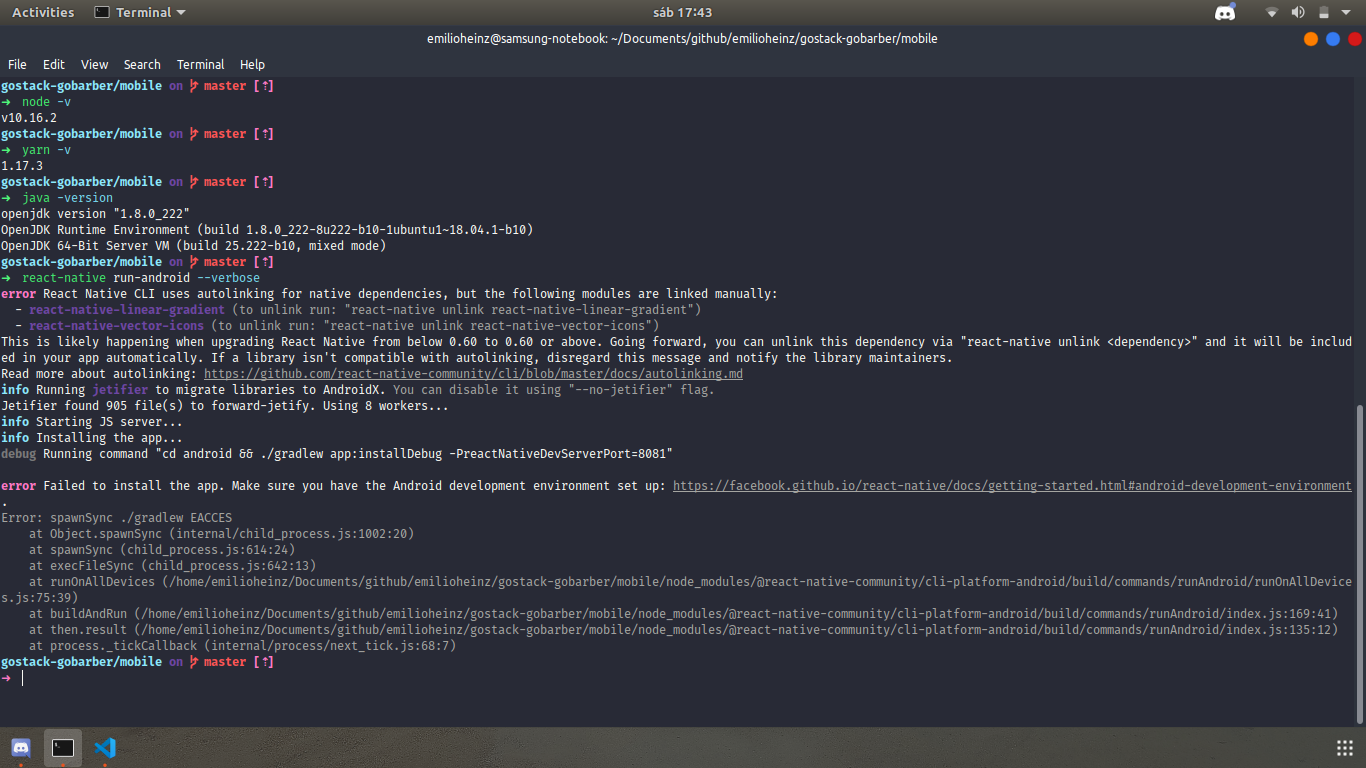 Activities Terminal sáb 17:43
emilioheinz@samsung-notebook: ~/Documents/github/emilioheinz/gostack-gobarber/mobile
File Edit View Search Terminal Help
gostack-gobarber/mobile on master [⇡]
➜ node -v
v10.16.2
gostack-gobarber/mobile on master [⇡]
➜ yarn -v
1.17.3
gostack-gobarber/mobile on master [⇡]
➜ java -version
openjdk version "1.8.0_222"
OpenJDK Runtime Environment (build 1.8.0_222-8u222-b10-1ubuntu1~18.04.1-b10)
OpenJDK 64-Bit Server VM (build 25.222-b10, mixed mode)
gostack-gobarber/mobile on master [⇡]
➜ react-native run-android --verbose
error React Native CLI uses autolinking for native dependencies, but the following modules are linked manually:
- react-native-linear-gradient (to unlink run: "react-native unlink react-native-linear-gradient")
- react-native-vector-icons (to unlink run: "react-native unlink react-native-vector-icons")
This is likely happening when upgrading React Native from below 0.60 to 0.60 or above. Going forward, you can unlink this dependency via "react-native unlink <dependency>" and it will be includ
ed in your app automatically. If a library isn't compatible with autolinking, disregard this message and notify the library maintainers.
Read more about autolinking: https://github.com/react-native-community/cli/blob/master/docs/autolinking.md
info Running jetifier to migrate libraries to AndroidX. You can disable it using "--no-jetifier" flag.
Jetifier found 905 file(s) to forward-jetify. Using 8 workers...
info Starting JS server...
info Installing the app...
debug Running command "cd android && ./gradlew app:installDebug -PreactNativeDevServerPort=8081"
error Failed to install the app. Make sure you have the Android development environment set up: https://facebook.github.io/react-native/docs/getting-started.html#android-development-environment
.
Error: spawnSync ./gradlew EACCES
at Object.spawnSync (internal/child_process.js:1002:20)
at spawnSync (child_process.js:614:24)
at execFileSync (child_process.js:642:13)
at runOnAllDevices (/home/emilioheinz/Documents/github/emilioheinz/gostack-gobarber/mobile/node_modules/@react-native-community/cli-platform-android/build/commands/runAndroid/runOnAllDevice
s.js:75:39)
at buildAndRun (/home/emilioheinz/Documents/github/emilioheinz/gostack-gobarber/mobile/node_modules/@react-native-community/cli-platform-android/build/commands/runAndroid/index.js:169:41)
at then.result (/home/emilioheinz/Documents/github/emilioheinz/gostack-gobarber/mobile/node_modules/@react-native-community/cli-platform-android/build/commands/runAndroid/index.js:135:12)
at process._tickCallback (internal/process/next_tick.js:68:7)
gostack-gobarber/mobile on master [⇡]
➜